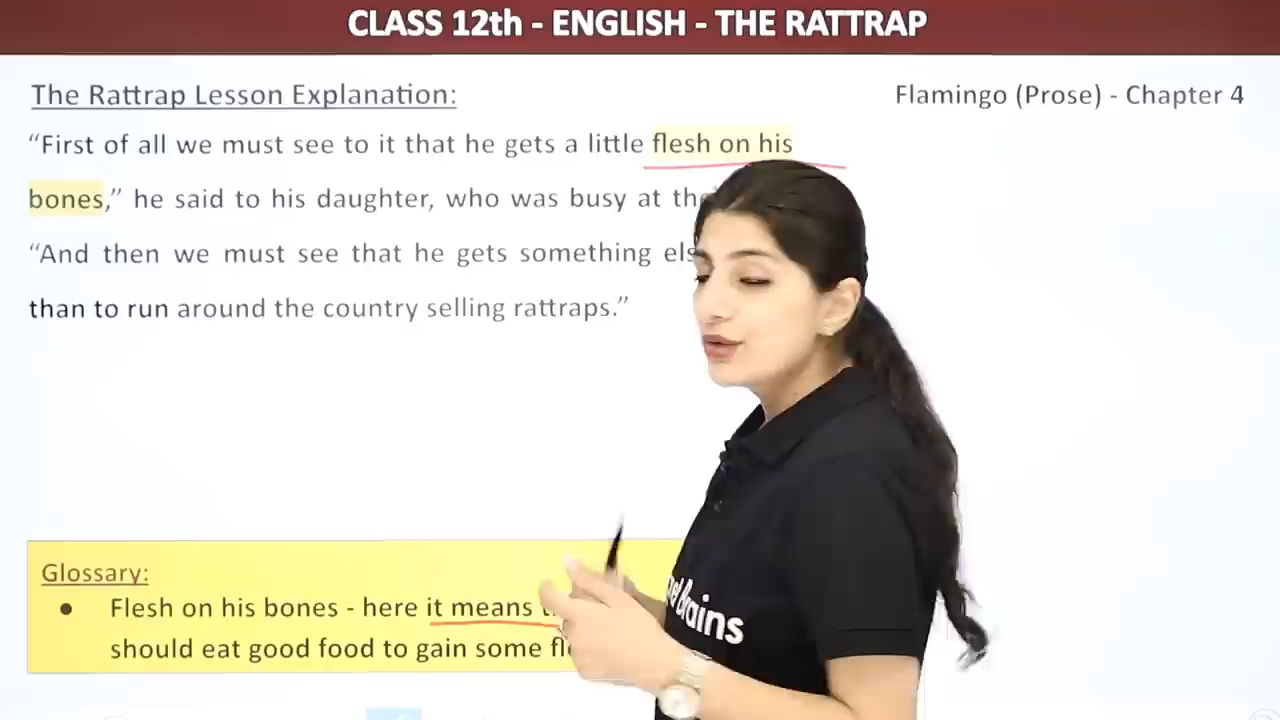 CLASS 12th - ENGLISH - THE RATTRAP
The Rattrap Lesson Explanation:
Flamingo (Prose) - Chapter 4
“First of all we must see to it that he gets a little flesh on his
bones,” he said to his daughter, who was busy at
“And then we must see that he gets something
than to run around the country selling rattraps.”
Glossary:
● Flesh on his bones - here it means
should eat good food to gain some